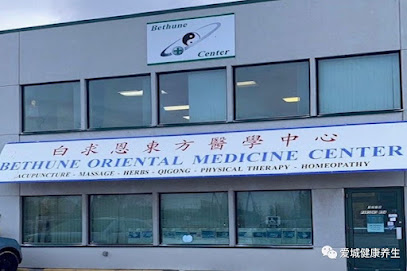 Bethune
Center
白求恩東方醫學中心
BETHUNE ORIENTAL MEDICINE CENTER
ACUPUNCTURE - MASSAGE - HERBS - QIGONG - PHYSICAL THERAPY - HOMEOPATHY
爱城健康养生